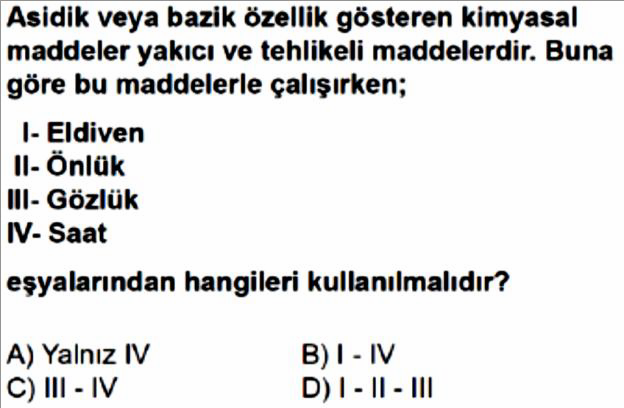 Asidik veya bazik özellik gösteren kimyasal
maddeler yakıcı ve tehlikeli maddelerdir. Buna
göre bu maddelerle çalışırken;
I- Eldiven
II- Önlük
III- Gözlük
IV- Saat
eşyalarından hangileri kullanılmalıdır?
A) Yalnız IV B) I - IV
C) III - IV D) I - II - III